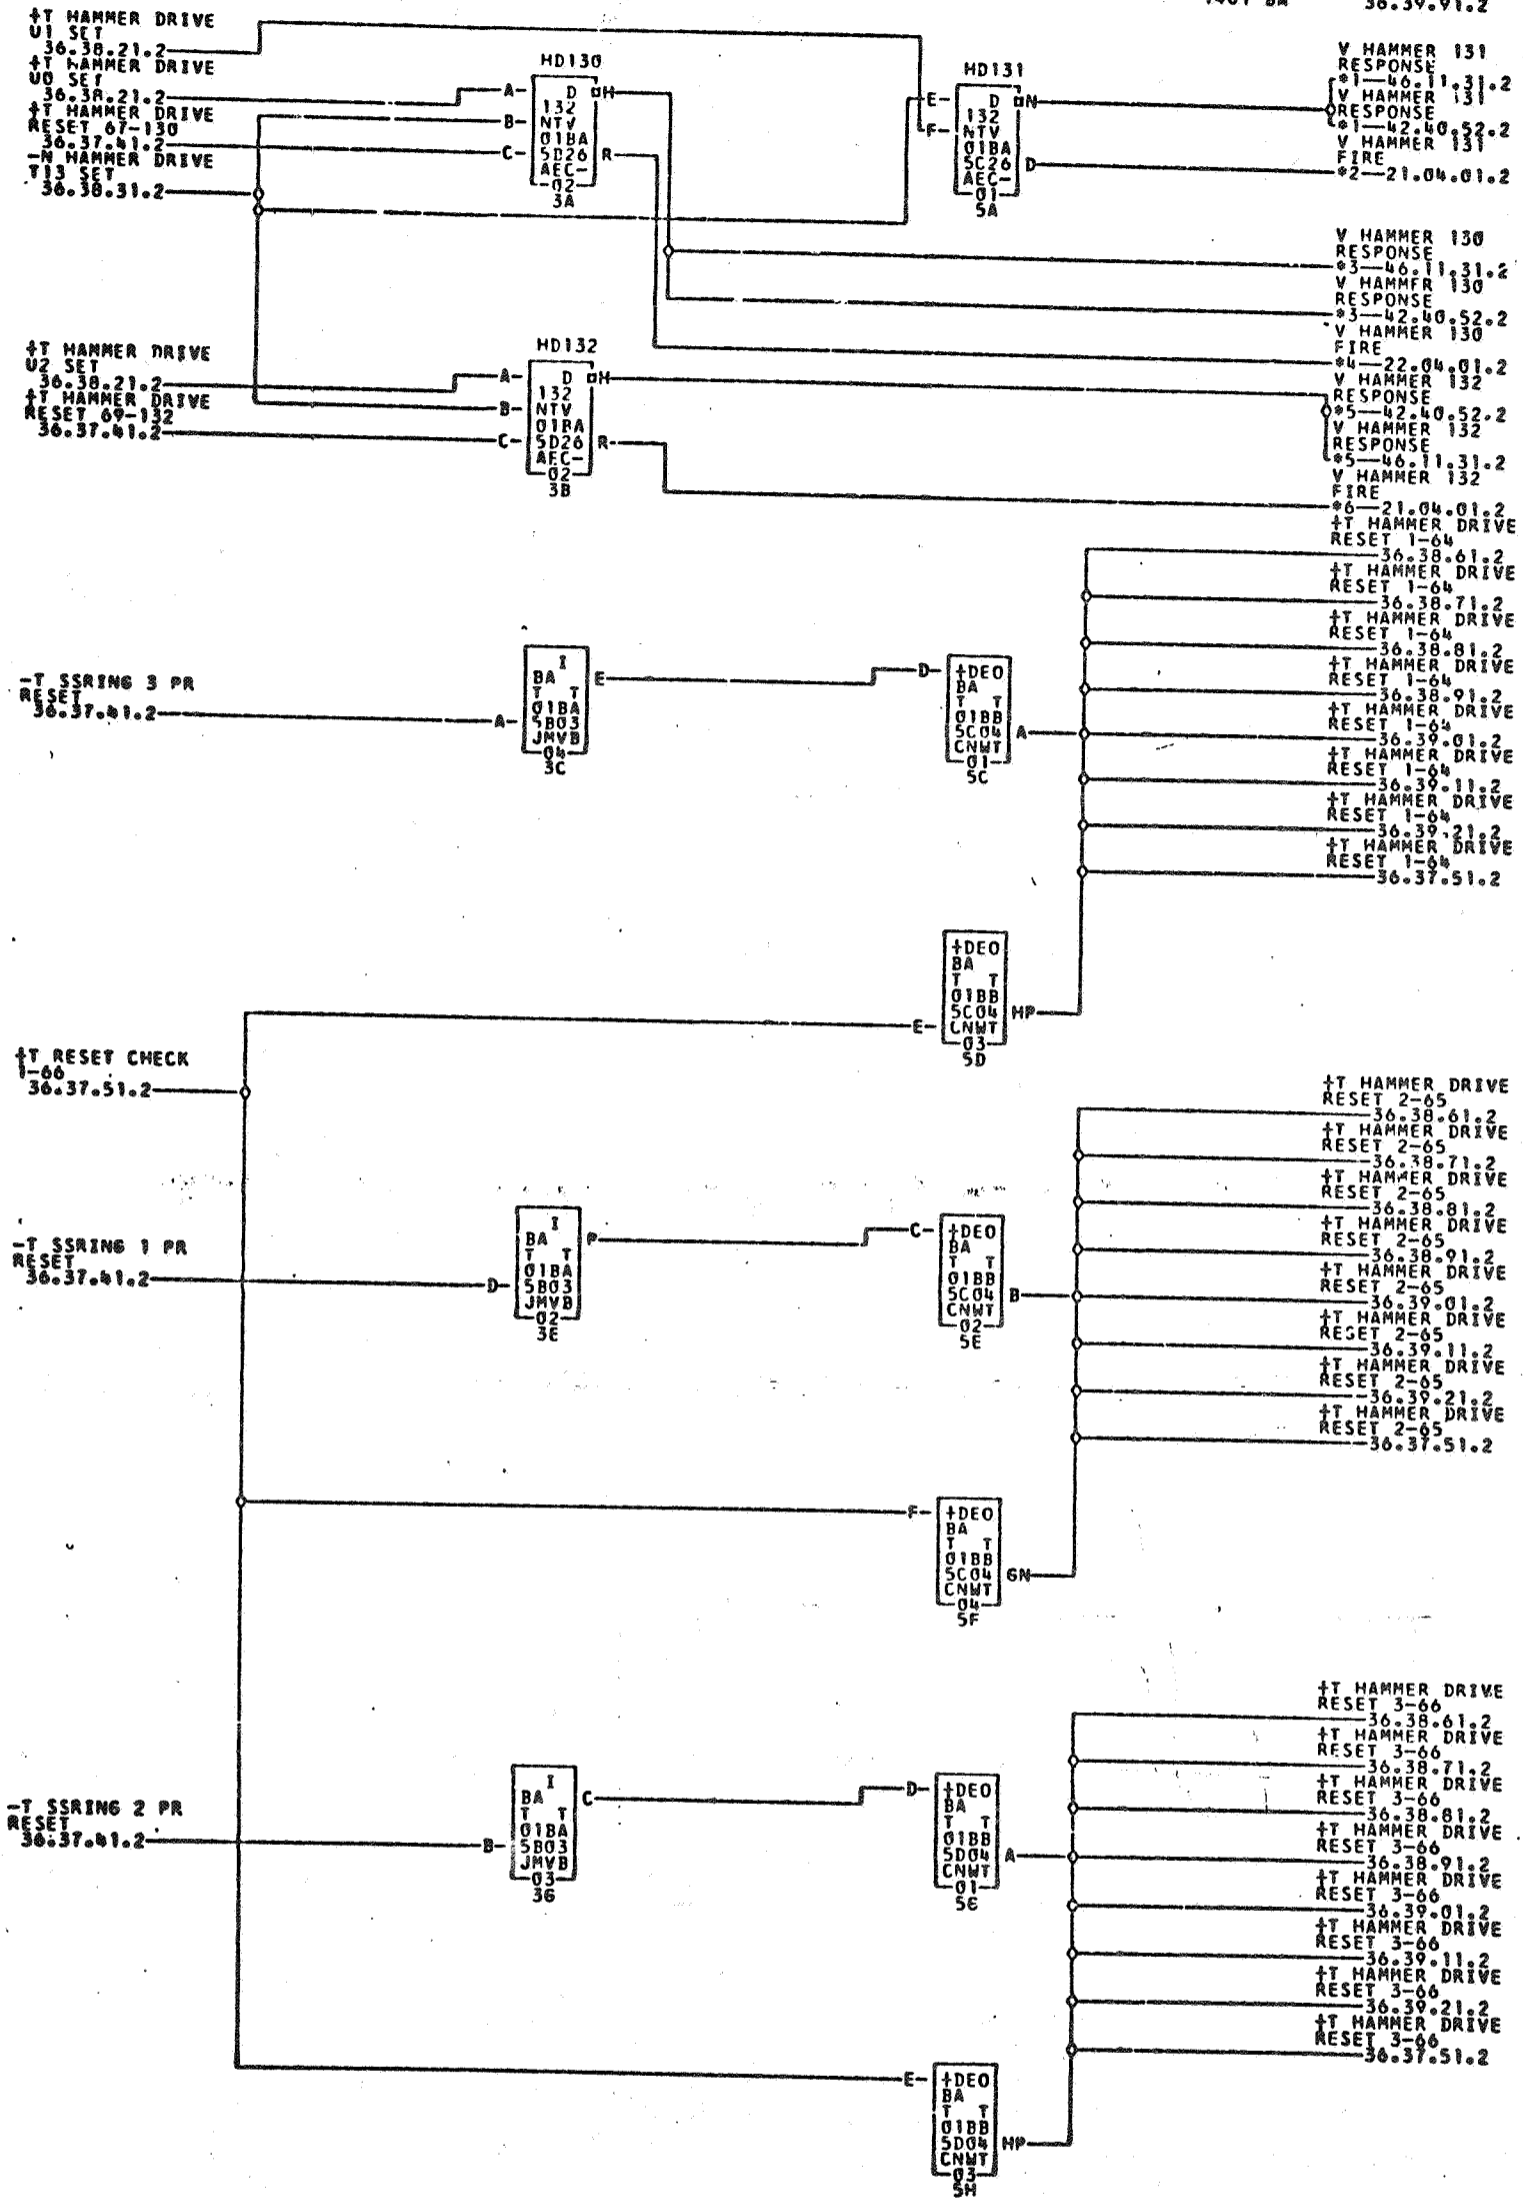 36.39.91.2
‡T HAMMER DRIVE
U1 SET
36.38.21.2
‡T HAMMER DRIVE
U0 SET
36.38.21.2
‡T HAMMER DRIVE
RESET 67-130
36.37.41.2
-N HAMMER DRIVE
T13 SET
36.38.31.2
HD130
A- D H
132
B- NTV
01BA
C- 5D26 R
AEC-
02
3A
HD131
E- D N
132
F- NTV
01BA
5C26 D
AEC-
01
5A
V HAMMER 131
RESPONSE
*1-46.11.31.2
V HAMMER 131
RESPONSE
*1-42.40.52.2
V HAMMER 131
FIRE
*2-21.04.01.2
V HAMMER 130
RESPONSE
*3-46.11.31.2
V HAMMER 130
RESPONSE
*3-42.40.52.2
V HAMMER 130
FIRE
*4-22.04.01.2
‡T HAMMER DRIVE
U2 SET
36.38.21.2
‡T HAMMER DRIVE
RESET 69-132
36.37.41.2
HD132
A- D H
132
B- NTV
01BA
C- 5D26 R
AEC-
02
3B
V HAMMER 132
RESPONSE
*5-42.40.52.2
V HAMMER 132
RESPONSE
*5-46.11.31.2
V HAMMER 132
FIRE
*6-21.04.01.2
‡T HAMMER DRIVE
RESET 1-64
36.38.61.2
‡T HAMMER DRIVE
RESET 1-64
36.38.71.2
‡T HAMMER DRIVE
RESET 1-64
36.38.81.2
‡T HAMMER DRIVE
RESET 1-64
36.38.91.2
‡T HAMMER DRIVE
RESET 1-64
36.39.01.2
‡T HAMMER DRIVE
RESET 1-64
36.39.11.2
‡T HAMMER DRIVE
RESET 1-64
36.39.21.2
‡T HAMMER DRIVE
RESET 1-64
36.37.51.2
-T SSRING 3 PR
RESET
36.37.41.2
I
BA E
T T
01BA
A- 5B03
JMVB
04
3C
D- ‡DEO
BA
T T
01BB
5C04 A
CNWT
01
5C
‡DEO
BA
T T
01BB
5C04 HP
E- CNWT
03
5D
‡T RESET CHECK
1-66
36.37.51.2
-T SSRING 1 PR
RESET
36.37.41.2
I
BA P
T T
01BA
D- 5B03
JMVB
02
3E
C- ‡DEO
BA
T T
01BB
5C04 B
CNWT
02
5E
‡T HAMMER DRIVE
RESET 2-65
36.38.61.2
‡T HAMMER DRIVE
RESET 2-65
36.38.71.2
‡T HAMMER DRIVE
RESET 2-65
36.38.81.2
‡T HAMMER DRIVE
RESET 2-65
36.38.91.2
‡T HAMMER DRIVE
RESET 2-65
36.39.01.2
‡T HAMMER DRIVE
RESET 2-65
36.39.11.2
‡T HAMMER DRIVE
RESET 2-65
36.39.21.2
‡T HAMMER DRIVE
RESET 2-65
36.37.51.2
F- ‡DEO
BA
T T
01BB
5C04 GN
CNWT
04
5F
-T SSRING 2 PR
RESET
36.37.41.2
I
BA C
T T
01BA
B- 5B03
JMVB
03
3G
D- ‡DEO
BA
T T
01BB
5D04 A
CNWT
01
5G
‡T HAMMER DRIVE
RESET 3-66
36.38.61.2
‡T HAMMER DRIVE
RESET 3-66
36.38.71.2
‡T HAMMER DRIVE
RESET 3-66
36.38.81.2
‡T HAMMER DRIVE
RESET 3-66
36.38.91.2
‡T HAMMER DRIVE
RESET 3-66
36.39.01.2
‡T HAMMER DRIVE
RESET 3-66
36.39.11.2
‡T HAMMER DRIVE
RESET 3-66
36.39.21.2
‡T HAMMER DRIVE
RESET 3-66
36.37.51.2
E- ‡DEO
BA
T T
01BB
5D04 HP
CNWT
03
5H